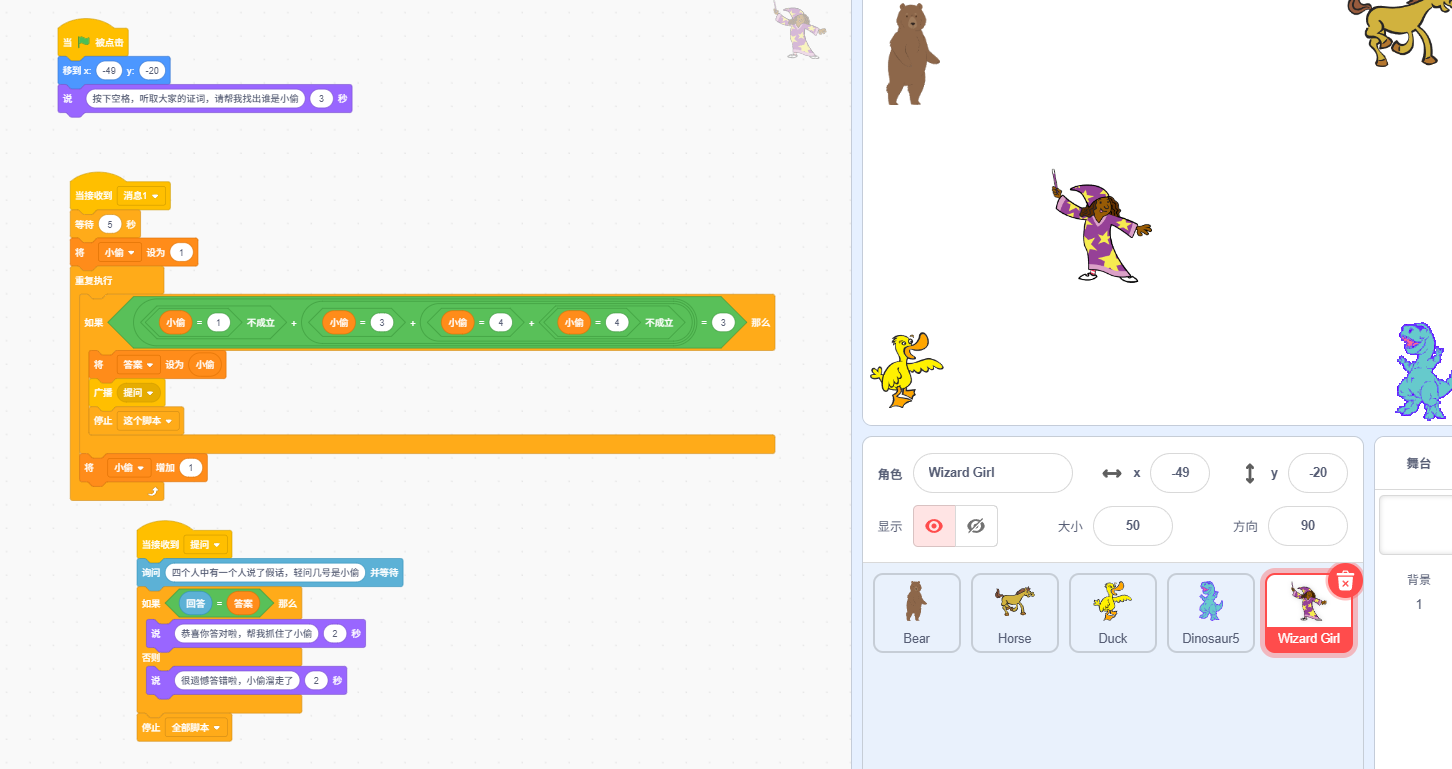 当 被点击
移到 x: -49 y: -20
说 按下空格，听取大家的证词，请帮我找出谁是小偷 3 秒
当接收到 消息1
等待 5 秒
将 小偷 设为 1
重复执行
如果 小偷 = 1 不成立 + 小偷 = 3 + 小偷 = 4 + 小偷 = 4 不成立 = 3 那么
将 答案 设为 小偷
广播 提问
停止 这个脚本
将 小偷 增加 1
当接收到 提问
询问 四个人中有一个人说了假话，轻问几号是小偷 并等待
如果 回答 = 答案 那么
说 恭喜你答对啦，帮我抓住了小偷 2 秒
否则
说 很遗憾答错啦，小偷溜走了 2 秒
停止 全部脚本
角色 Wizard Girl x -49 y -20
显示 大小 50 方向 90
Bear
Horse
Duck
Dinosaur5
Wizard Girl
舞台
背景
1